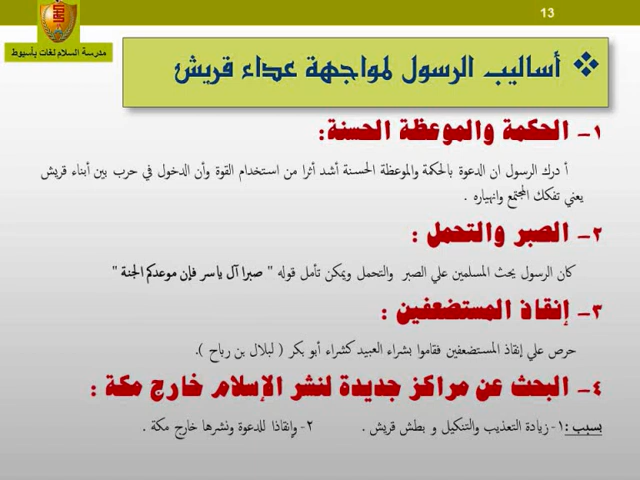 13
مدرسة السلام لغات بأسيوط
❖ أساليب الرسول لمواجهة عداء قريش
١- الحكمة والموعظة الحسنة:
أ درك الرسول ان الدعوة بالحكمة والموعظة الحسنة أشد أثرا من استخدام القوة وأن الدخول في حرب بين أبناء قريش
يعني تفكك المجتمع وانهياره .
٢- الصبر والتحمل :
كان الرسول يحث المسلمين علي الصبر والتحمل ويمكن تأمل قوله " صبرا آل ياسر فإن موعدكم الجنة "
٣- إنقاذ المستضعفين :
حرص علي إنقاذ المستضعفين فقاموا بشراء العبيد كشراء أبو بكر ( لبلال بن رباح ).
٤- البحث عن مراكز جديدة لنشر الإسلام خارج مكة :
بسبب : ١- زيادة التعذيب والتنكيل و بطش قريش . ٢- وإنقاذا للدعوة ونشرها خارج مكة .